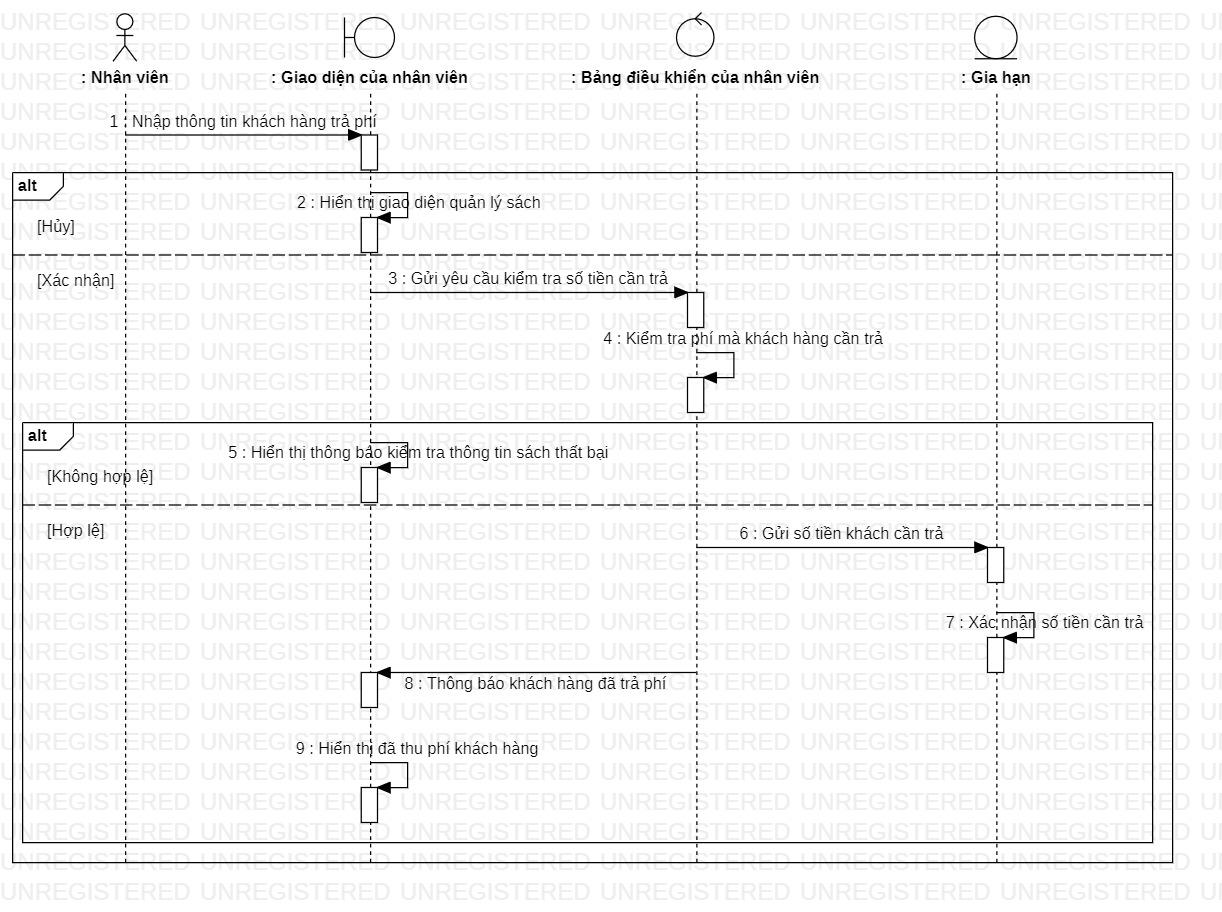 : Nhân viên
: Giao diện của nhân viên
: Bảng điều khiển của nhân viên
: Gia hạn
1 : Nhập thông tin khách hàng trả phí
alt
2 : Hiển thị giao diện quản lý sách
[Hủy]
[Xác nhận]
3 : Gửi yêu cầu kiểm tra số tiền cần trả
4 : Kiểm tra phí mà khách hàng cần trả
alt
5 : Hiển thị thông báo kiểm tra thông tin sách thất bại
[Không hợp lệ]
[Hợp lệ]
6 : Gửi số tiền khách cần trả
7 : Xác nhận số tiền cần trả
8 : Thông báo khách hàng đã trả phí
9 : Hiển thị đã thu phí khách hàng
UNREGISTERED